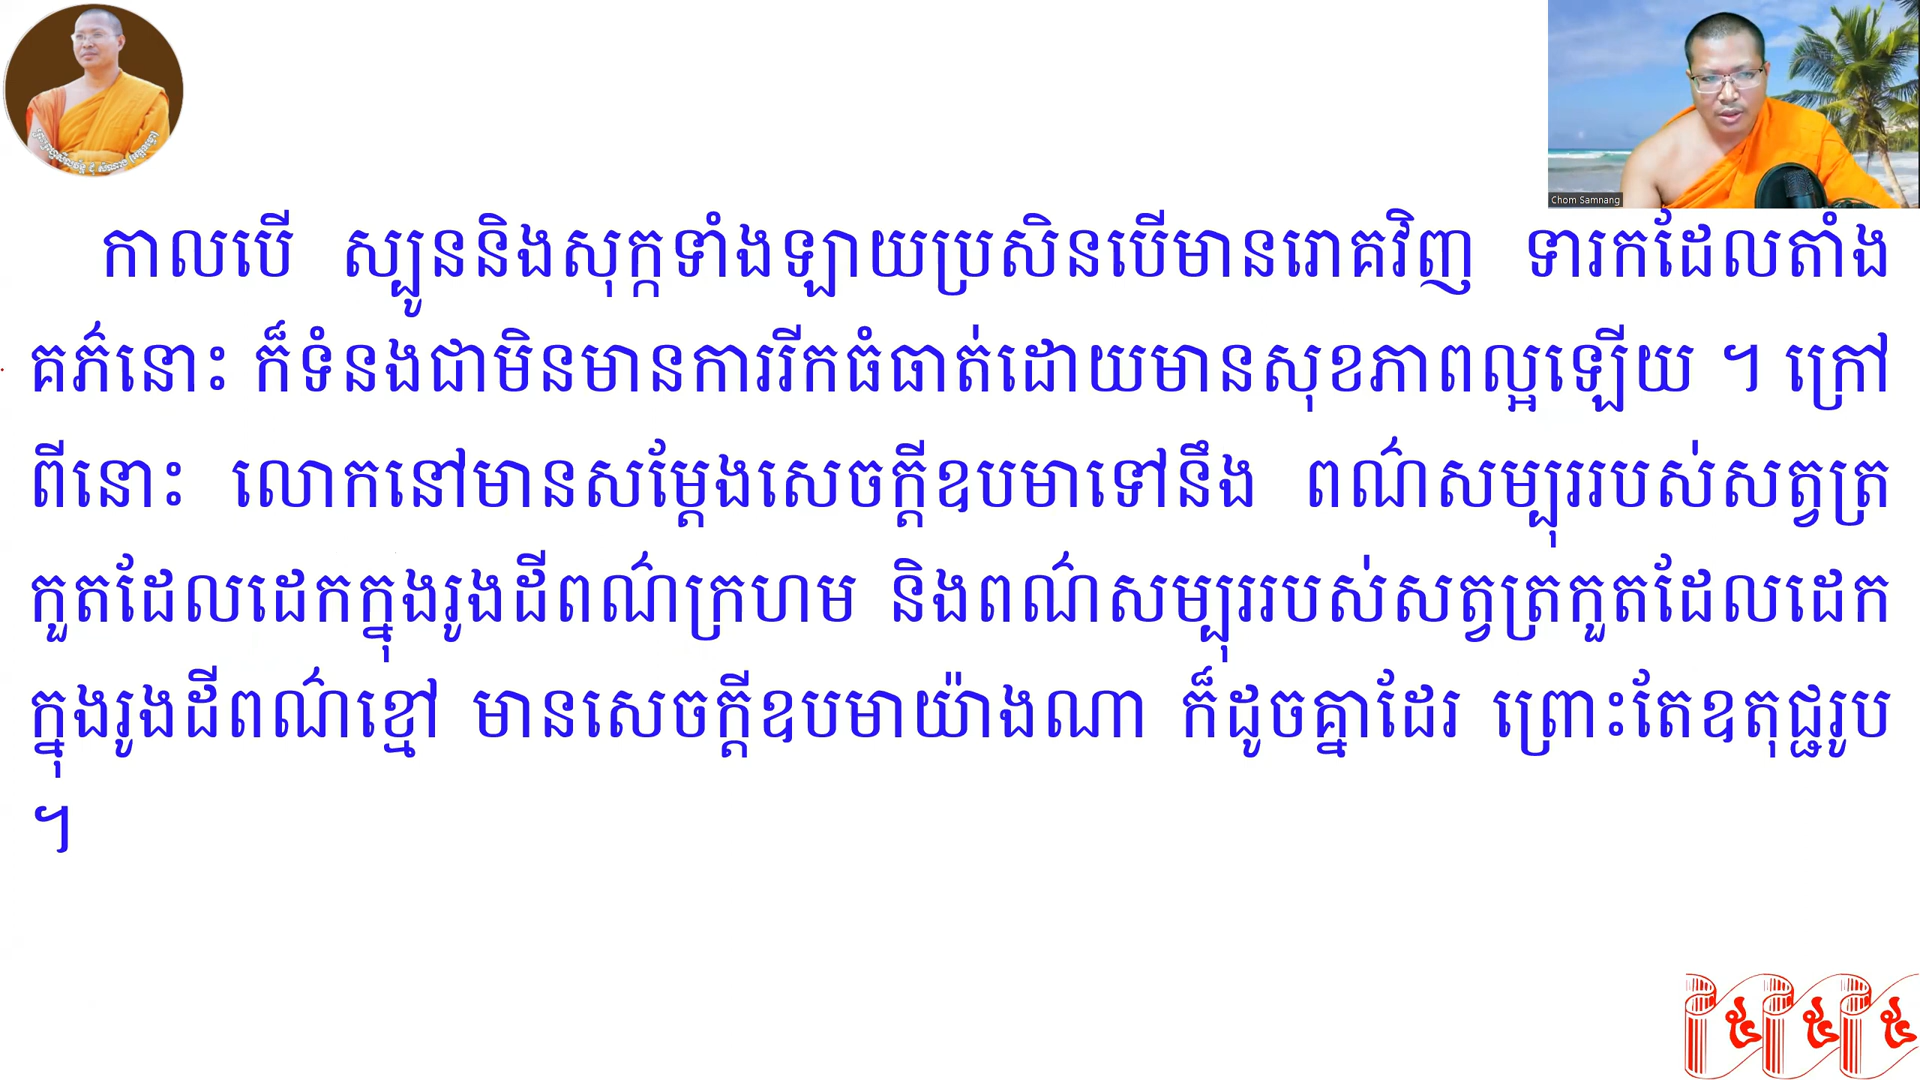 Chom Samnang
កាលបើ ស្បូននិងសុក្កទាំងឡាយប្រសិនបើមានរោគវិញ ទារកដែលតាំង
គភ៌នោះ ក៏ទំនងជាមិនមានការរីកធំធាត់ដោយមានសុខភាពល្អឡើយ ។ ក្រៅ
ពីនោះ លោកនៅមានសម្ដែងសេចក្ដីឧបមាទៅនឹង ពណ៌សម្បុររបស់សត្វត្រ
កួតដែលដេកក្នុងរូងដីពណ៌ក្រហម និងពណ៌សម្បុររបស់សត្វត្រកួតដែលដេក
ក្នុងរូងដីពណ៌ខ្មៅ មានសេចក្ដីឧបមាយ៉ាងណា ក៏ដូចគ្នាដែរ ព្រោះតែឧតុជ្ជរូប
។